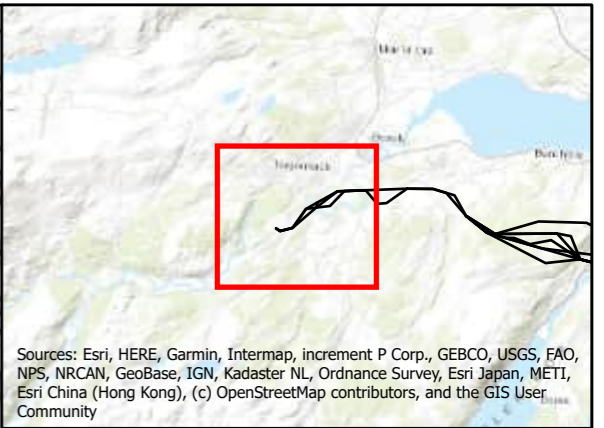 Sources: Esri, HERE, Garmin, Intermap, increment P Corp., GEBCO, USGS, FAO,
NPS, NRCAN, GeoBase, IGN, Kadaster NL, Ordnance Survey, Esri Japan, METI,
Esri China (Hong Kong), (c) OpenStreetMap contributors, and the GIS User
Community